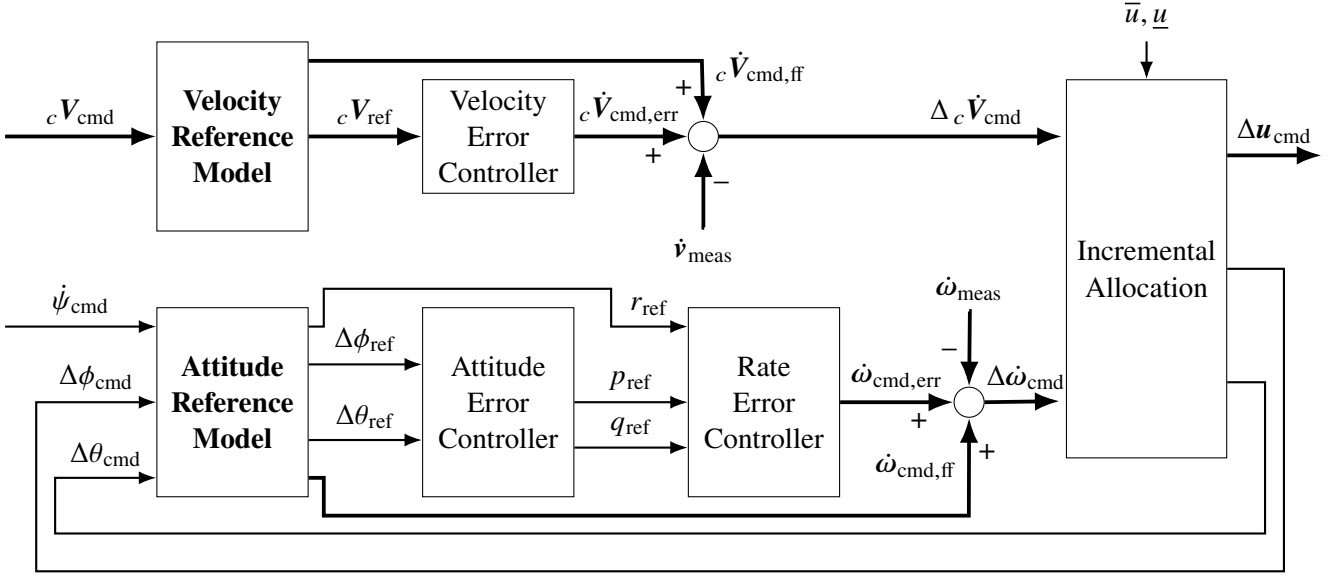 u̅, u̲
cV̇cmd,ff
+
cVcmd
Velocity
Reference
Model
cVref
Velocity
Error
Controller
cV̇cmd,err
+
−
Δ cV̇cmd
Δucmd
v̇meas
Incremental
Allocation
ψ̇cmd
Δϕcmd
Δθcmd
Attitude
Reference
Model
rref
Δϕref
Δθref
Attitude
Error
Controller
pref
qref
Rate
Error
Controller
ω̇meas
−
ω̇cmd,err
+
Δω̇cmd
ω̇cmd,ff
+